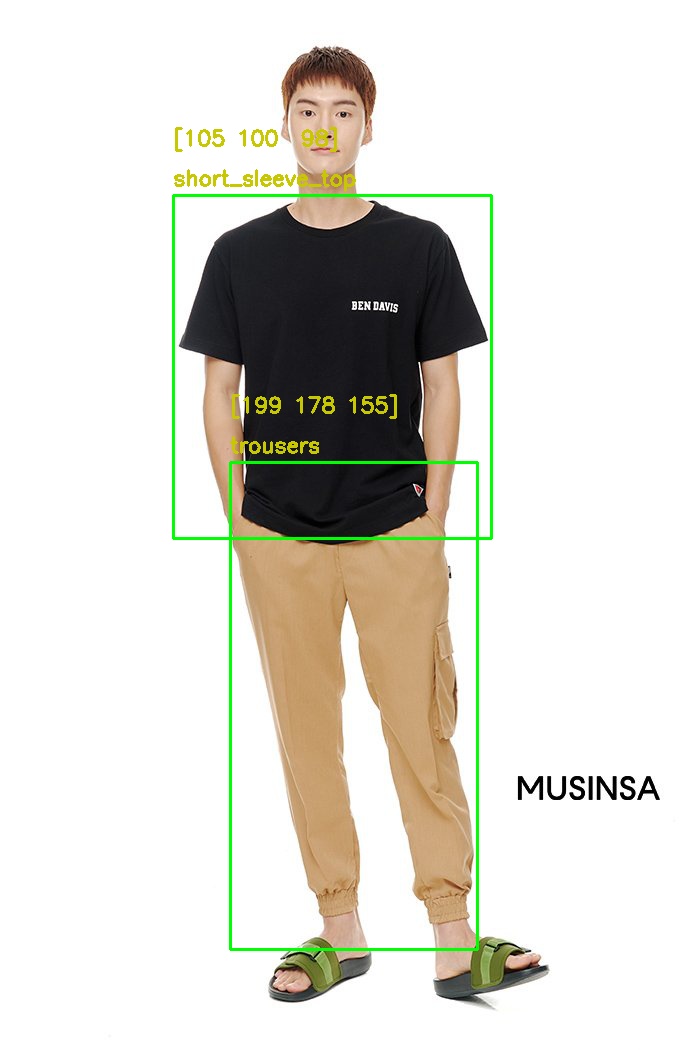 [105 100  98]
short_sleeve_top
BEN DAVIS
[199 178 155]
trousers
MUSINSA